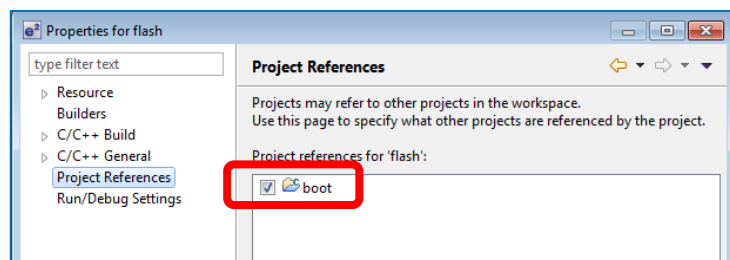 e² Properties for flash
type filter text
Project References
Resource
Builders
C/C++ Build
C/C++ General
Project References
Run/Debug Settings
Projects may refer to other projects in the workspace.
Use this page to specify what other projects are referenced by the project.
Project references for 'flash':
boot